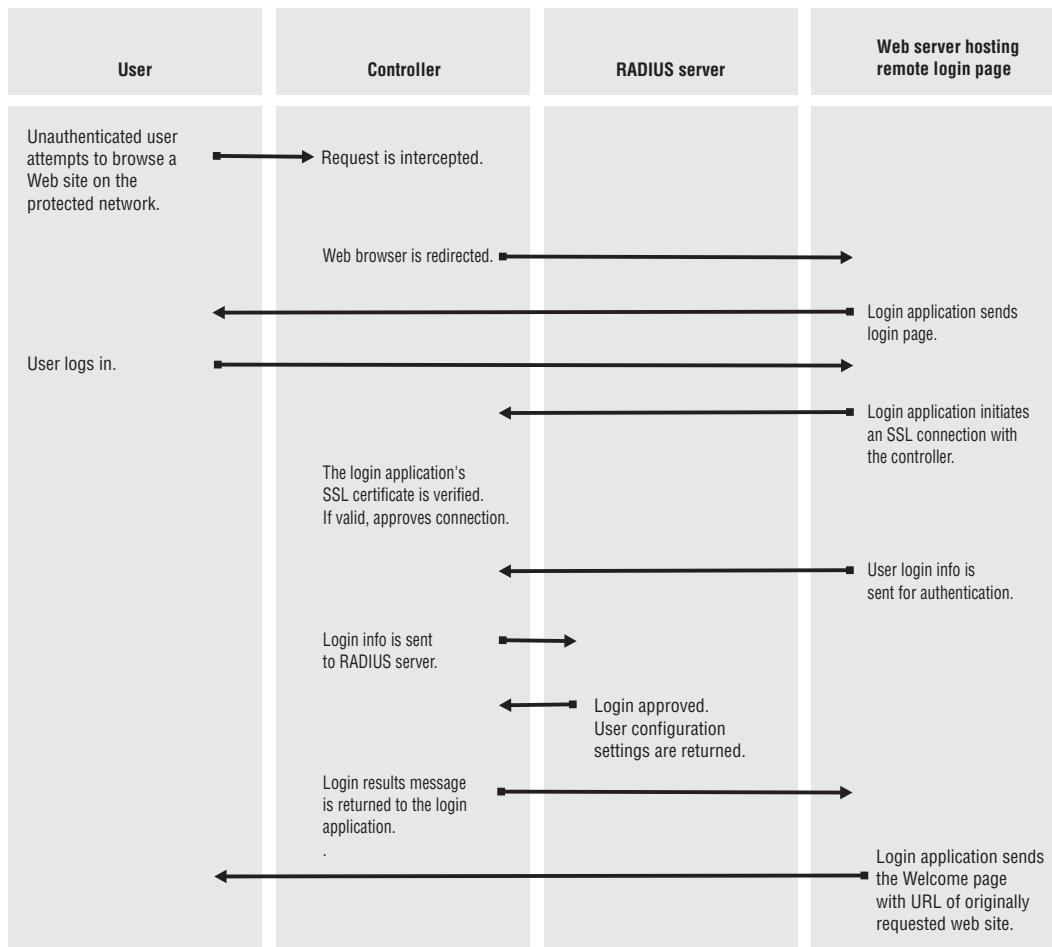 User
Controller
RADIUS server
Web server hosting
remote login page
Unauthenticated user
attempts to browse a
Web site on the
protected network.
Request is intercepted.
Web browser is redirected.
Login application sends
login page.
User logs in.
Login application initiates
an SSL connection with
the controller.
The login application's
SSL certificate is verified.
If valid, approves connection.
User login info is
sent for authentication.
Login info is sent
to RADIUS server.
Login approved.
User configuration
settings are returned.
Login results message
is returned to the login
application.
.
Login application sends
the Welcome page
with URL of originally
requested web site.